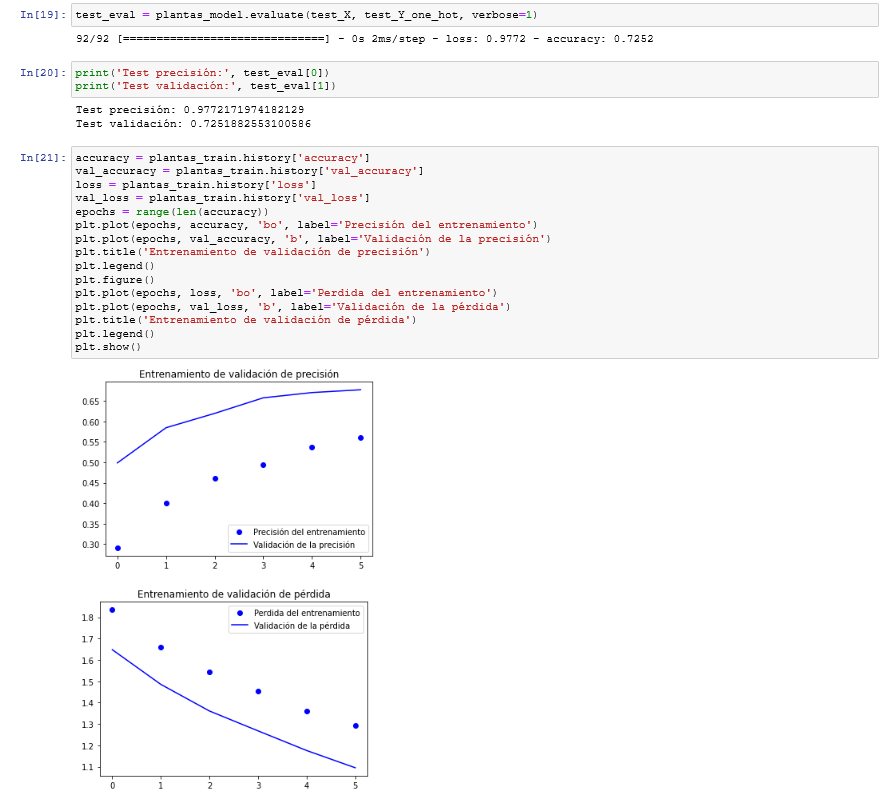 In[19]: test_eval = plantas_model.evaluate(test_X, test_Y_one_hot, verbose=1)
92/92 [==============================] - 0s 2ms/step - loss: 0.9772 - accuracy: 0.7252
In[20]: print('Test precisión:', test_eval[0])
print('Test validación:', test_eval[1])
Test precisión: 0.9772171974182129
Test validación: 0.7251882553100586
In[21]: accuracy = plantas_train.history['accuracy']
val_accuracy = plantas_train.history['val_accuracy']
loss = plantas_train.history['loss']
val_loss = plantas_train.history['val_loss']
epochs = range(len(accuracy))
plt.plot(epochs, accuracy, 'bo', label='Precisión del entrenamiento')
plt.plot(epochs, val_accuracy, 'b', label='Validación de la precisión')
plt.title('Entrenamiento de validación de precisión')
plt.legend()
plt.figure()
plt.plot(epochs, loss, 'bo', label='Perdida del entrenamiento')
plt.plot(epochs, val_loss, 'b', label='Validación de la pérdida')
plt.title('Entrenamiento de validación de pérdida')
plt.legend()
plt.show()
Entrenamiento de validación de precisión
0.65
0.60
0.55
0.50
0.45
0.40
0.35
0.30
Precisión del entrenamiento
Validación de la precisión
0 1 2 3 4 5
Entrenamiento de validación de pérdida
Perdida del entrenamiento
Validación de la pérdida
1.8
1.7
1.6
1.5
1.4
1.3
1.2
1.1
0 1 2 3 4 5